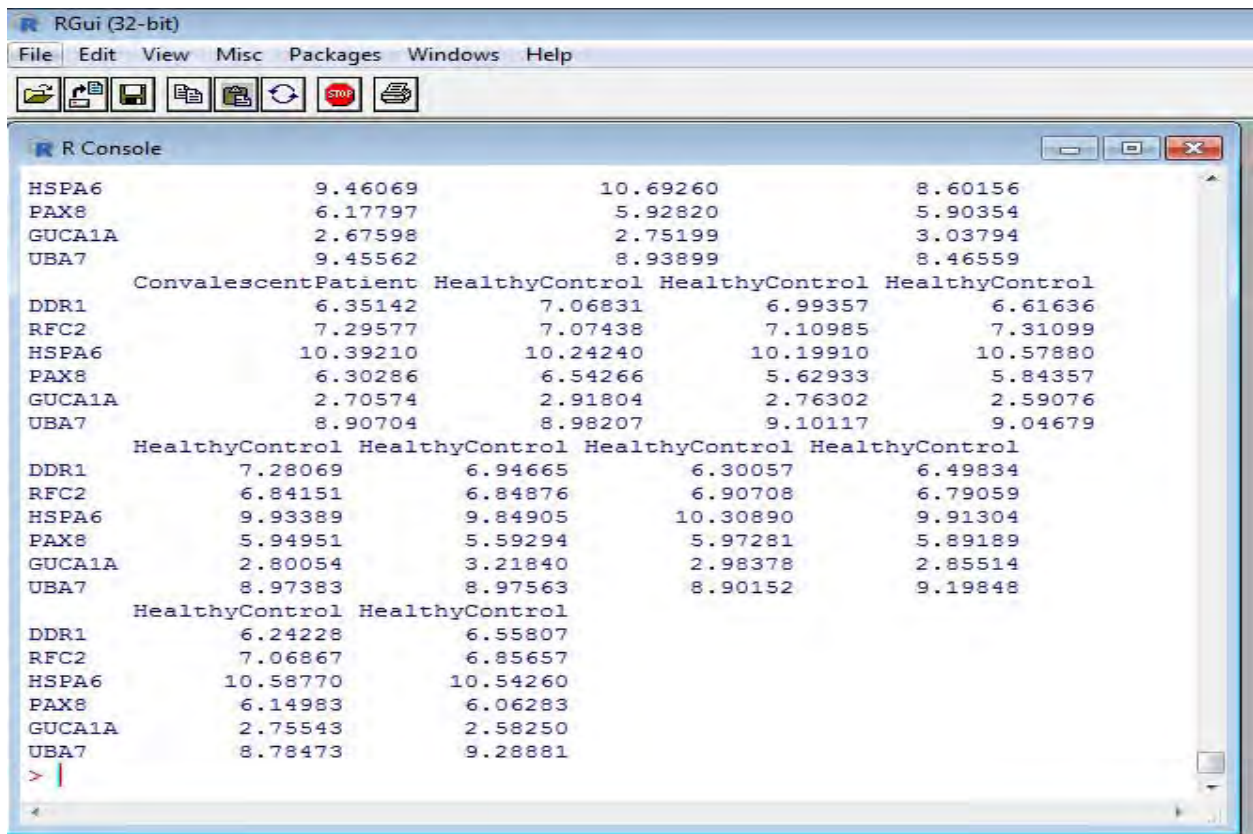 RGui (32-bit)
File Edit View Misc Packages Windows Help
STOP
R Console
HSPA6 9.46069 10.69260 8.60156
PAX8 6.17797 5.92820 5.90354
GUCA1A 2.67598 2.75199 3.03794
UBA7 9.45562 8.93899 8.46559
ConvalescentPatient HealthyControl HealthyControl HealthyControl
DDR1 6.35142 7.06831 6.99357 6.61636
RFC2 7.29577 7.07438 7.10985 7.31099
HSPA6 10.39210 10.24240 10.19910 10.57880
PAX8 6.30286 6.54266 5.62933 5.84357
GUCA1A 2.70574 2.91804 2.76302 2.59076
UBA7 8.90704 8.98207 9.10117 9.04679
HealthyControl HealthyControl HealthyControl HealthyControl
DDR1 7.28069 6.94665 6.30057 6.49834
RFC2 6.84151 6.84876 6.90708 6.79059
HSPA6 9.93389 9.84905 10.30890 9.91304
PAX8 5.94951 5.59294 5.97281 5.89189
GUCA1A 2.80054 3.21840 2.98378 2.85514
UBA7 8.97383 8.97563 8.90152 9.19848
HealthyControl HealthyControl
DDR1 6.24228 6.55807
RFC2 7.06867 6.85657
HSPA6 10.58770 10.54260
PAX8 6.14983 6.06283
GUCA1A 2.75543 2.58250
UBA7 8.78473 9.28881
>